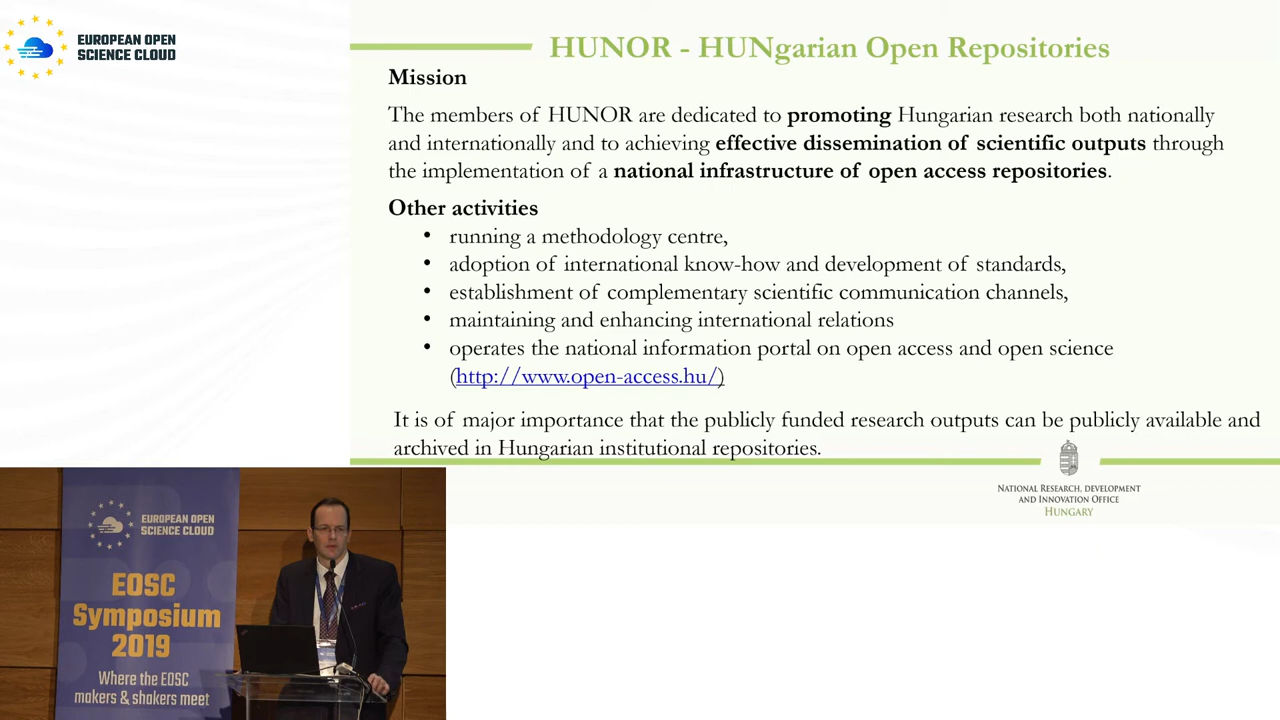 EUROPEAN OPEN
SCIENCE CLOUD
HUNOR - HUNgarian Open Repositories
Mission
The members of HUNOR are dedicated to promoting Hungarian research both nationally
and internationally and to achieving effective dissemination of scientific outputs through
the implementation of a national infrastructure of open access repositories.
Other activities
• running a methodology centre,
• adoption of international know-how and development of standards,
• establishment of complementary scientific communication channels,
• maintaining and enhancing international relations
• operates the national information portal on open access and open science
(http://www.open-access.hu/)
It is of major importance that the publicly funded research outputs can be publicly available and
archived in Hungarian institutional repositories.
NATIONAL RESEARCH, DEVELOPMENT
AND INNOVATION OFFICE
HUNGARY
EUROPEAN OPEN
SCIENCE CLOUD
EOSC
Symposium
2019
Where the EOSC
makers & shakers meet